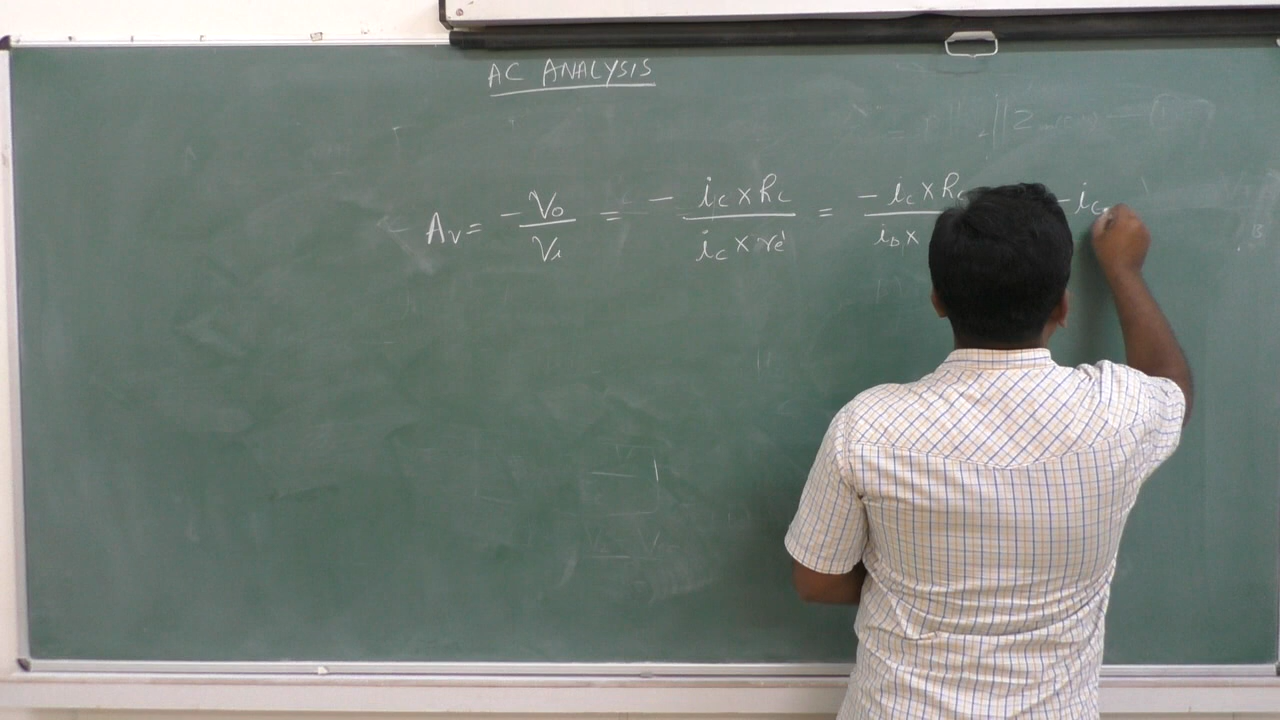 AC ANALYSIS
Av = -Vo/Vi = - ic x Rc/ic x re' = -ic x Rc/ib x -ic